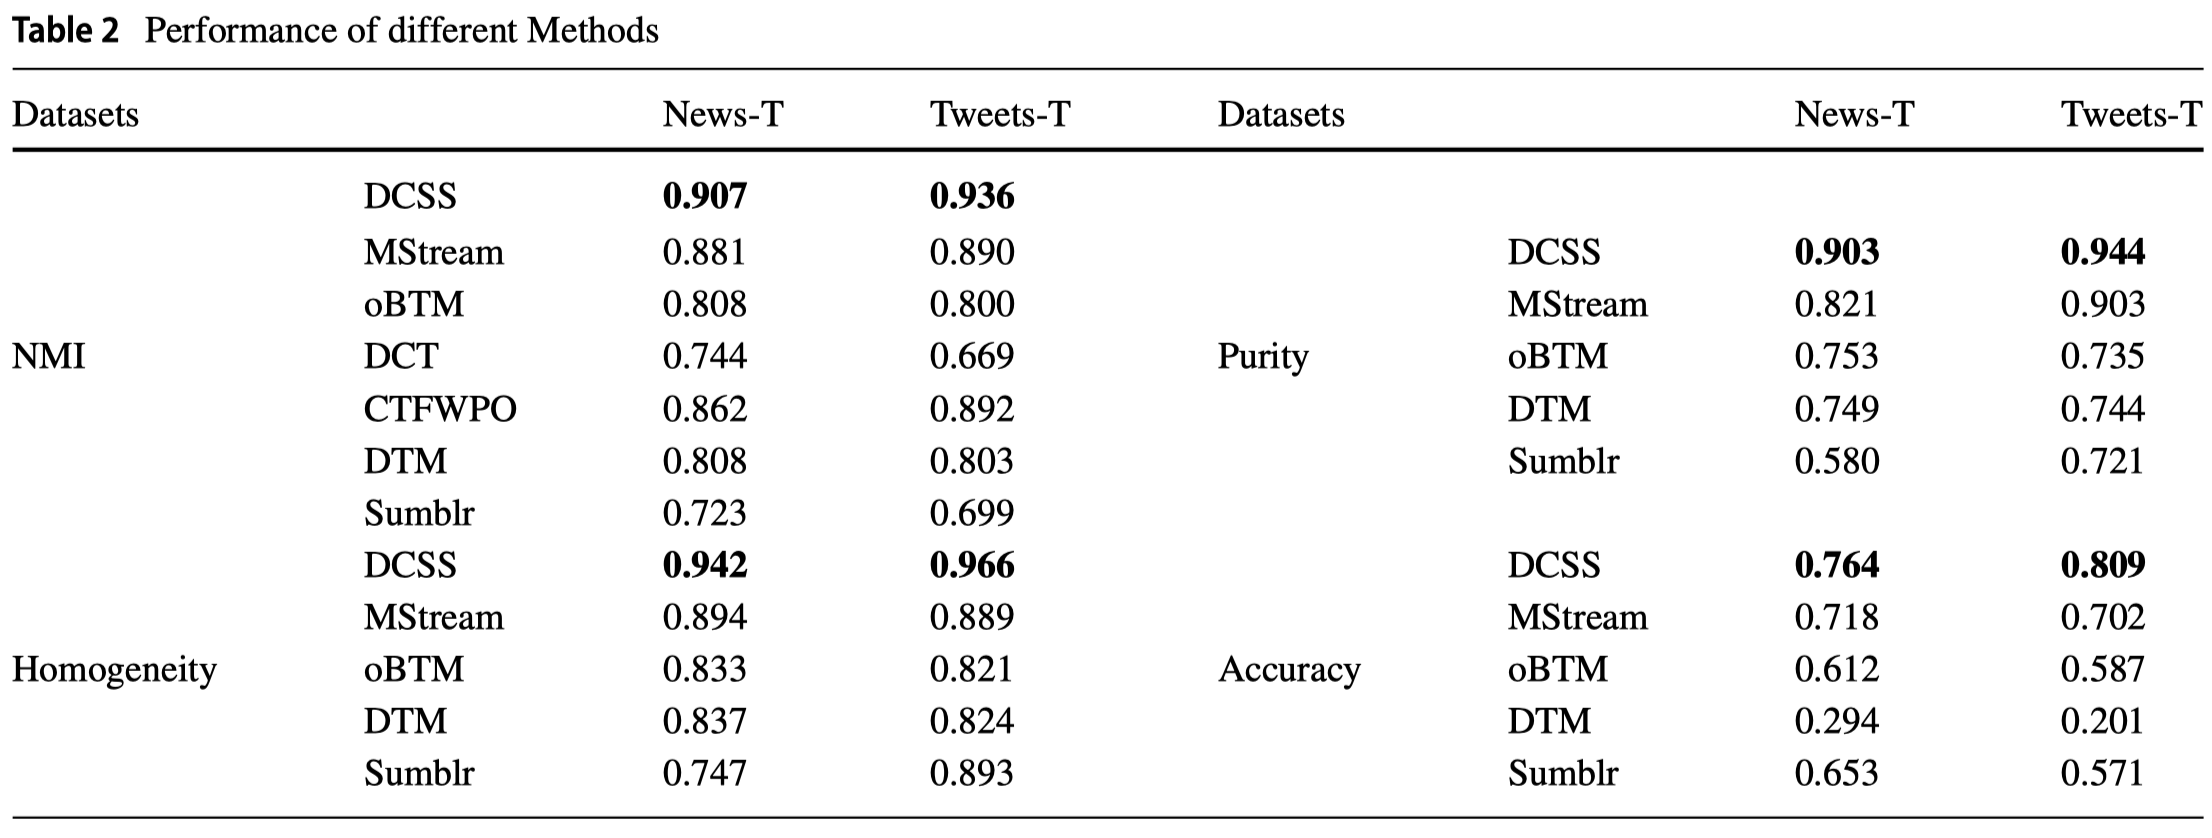 Table 2 Performance of different Methods
Datasets News-T Tweets-T Datasets News-T Tweets-T
DCSS 0.907 0.936
MStream 0.881 0.890 DCSS 0.903 0.944
oBTM 0.808 0.800 MStream 0.821 0.903
NMI DCT 0.744 0.669 Purity oBTM 0.753 0.735
CTFWPO 0.862 0.892 DTM 0.749 0.744
DTM 0.808 0.803 Sumblr 0.580 0.721
Sumblr 0.723 0.699
DCSS 0.942 0.966 DCSS 0.764 0.809
MStream 0.894 0.889 MStream 0.718 0.702
Homogeneity oBTM 0.833 0.821 Accuracy oBTM 0.612 0.587
DTM 0.837 0.824 DTM 0.294 0.201
Sumblr 0.747 0.893 Sumblr 0.653 0.571